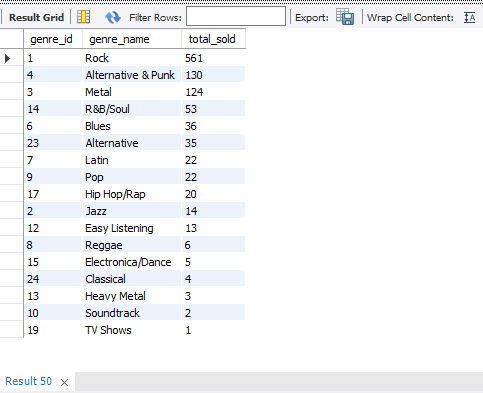 Result Grid Filter Rows: Export: Wrap Cell Content:
genre_id genre_name total_sold
1 Rock 561
4 Alternative & Punk 130
3 Metal 124
14 R&B/Soul 53
6 Blues 36
23 Alternative 35
7 Latin 22
9 Pop 22
17 Hip Hop/Rap 20
2 Jazz 14
12 Easy Listening 13
8 Reggae 6
15 Electronica/Dance 5
24 Classical 4
13 Heavy Metal 3
10 Soundtrack 2
19 TV Shows 1
Result 50